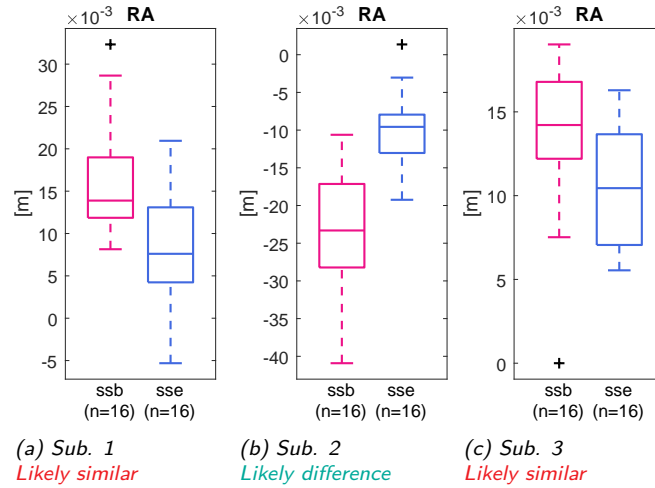 ×10⁻³ RA
30
25
20
15
10
5
0
-5
[m]
ssb sse
(n=16) (n=16)
(a) Sub. 1
Likely similar
×10⁻³ RA
0
-5
-10
-15
-20
-25
-30
-35
-40
[m]
ssb sse
(n=16) (n=16)
(b) Sub. 2
Likely difference
×10⁻³ RA
15
10
5
0
[m]
ssb sse
(n=16) (n=16)
(c) Sub. 3
Likely similar